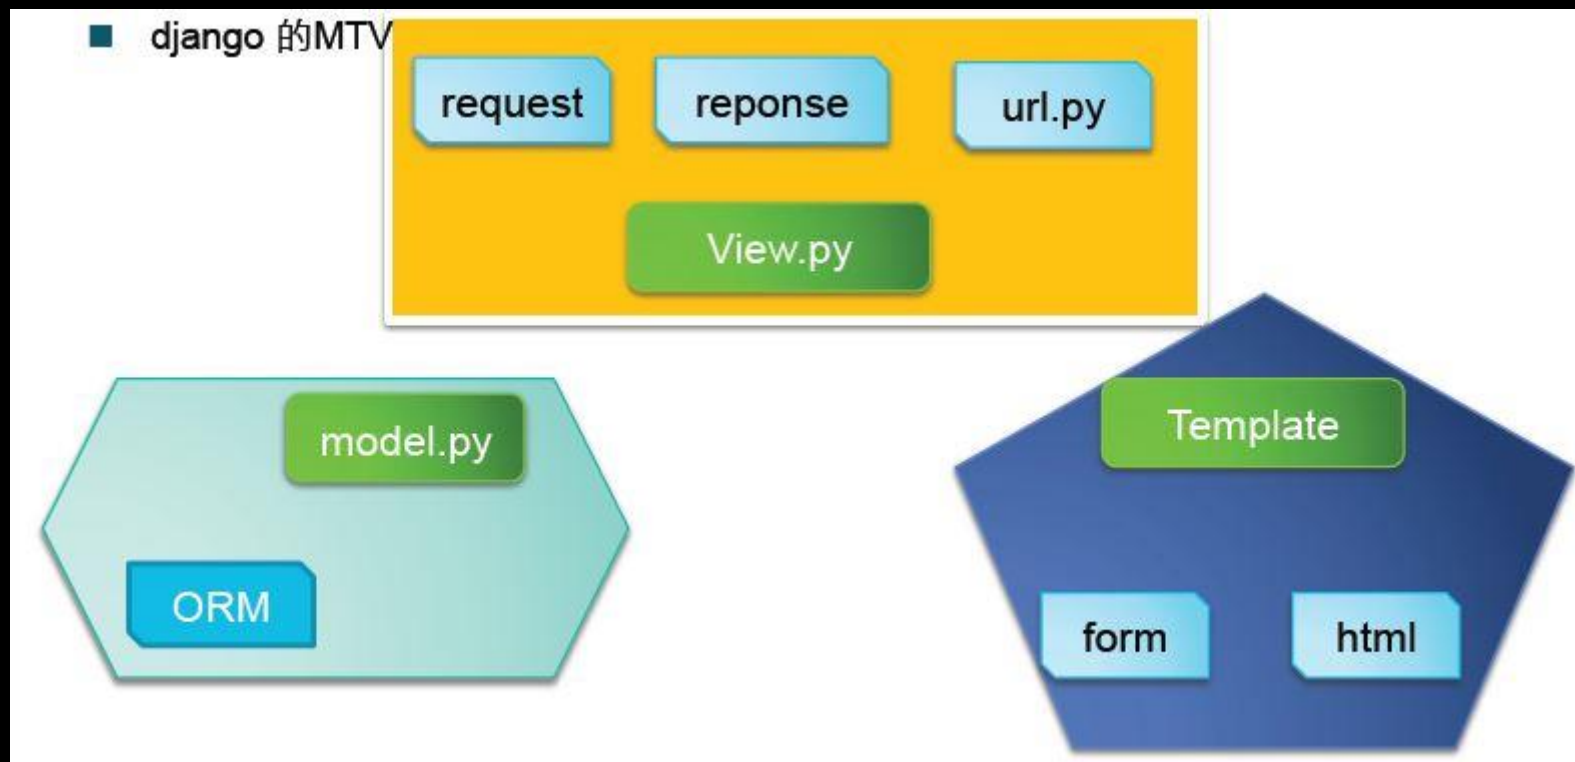 django 的MTV
request
reponse
url.py
View.py
model.py
Template
ORM
form
html